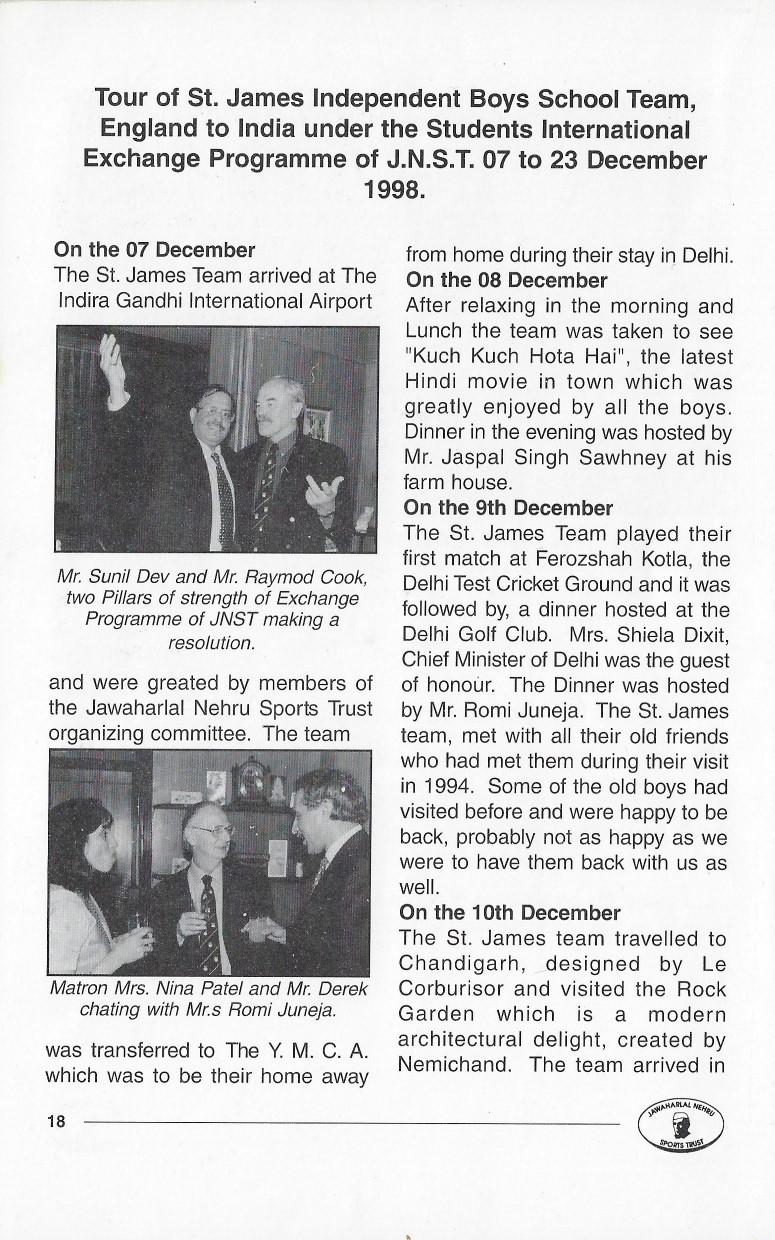 Tour of St. James Independent Boys School Team,
England to India under the Students International
Exchange Programme of J.N.S.T. 07 to 23 December
1998.
On the 07 December
The St. James Team arrived at The
Indira Gandhi International Airport
Mr. Sunil Dev and Mr. Raymod Cook,
two Pillars of strength of Exchange
Programme of JNST making a
resolution.
and were greated by members of
the Jawaharlal Nehru Sports Trust
organizing committee. The team
Matron Mrs. Nina Patel and Mr. Derek
chating with Mr.s Romi Juneja.
was transferred to The Y. M. C. A.
which was to be their home away
from home during their stay in Delhi.
On the 08 December
After relaxing in the morning and
Lunch the team was taken to see
"Kuch Kuch Hota Hai", the latest
Hindi movie in town which was
greatly enjoyed by all the boys.
Dinner in the evening was hosted by
Mr. Jaspal Singh Sawhney at his
farm house.
On the 9th December
The St. James Team played their
first match at Ferozshah Kotla, the
Delhi Test Cricket Ground and it was
followed by, a dinner hosted at the
Delhi Golf Club. Mrs. Shiela Dixit,
Chief Minister of Delhi was the guest
of honour. The Dinner was hosted
by Mr. Romi Juneja. The St. James
team, met with all their old friends
who had met them during their visit
in 1994. Some of the old boys had
visited before and were happy to be
back, probably not as happy as we
were to have them back with us as
well.
On the 10th December
The St. James team travelled to
Chandigarh, designed by Le
Corburisor and visited the Rock
Garden which is a modern
architectural delight, created by
Nemichand. The team arrived in
18
JAWAHARLAL NEHRU
SPORTS TRUST